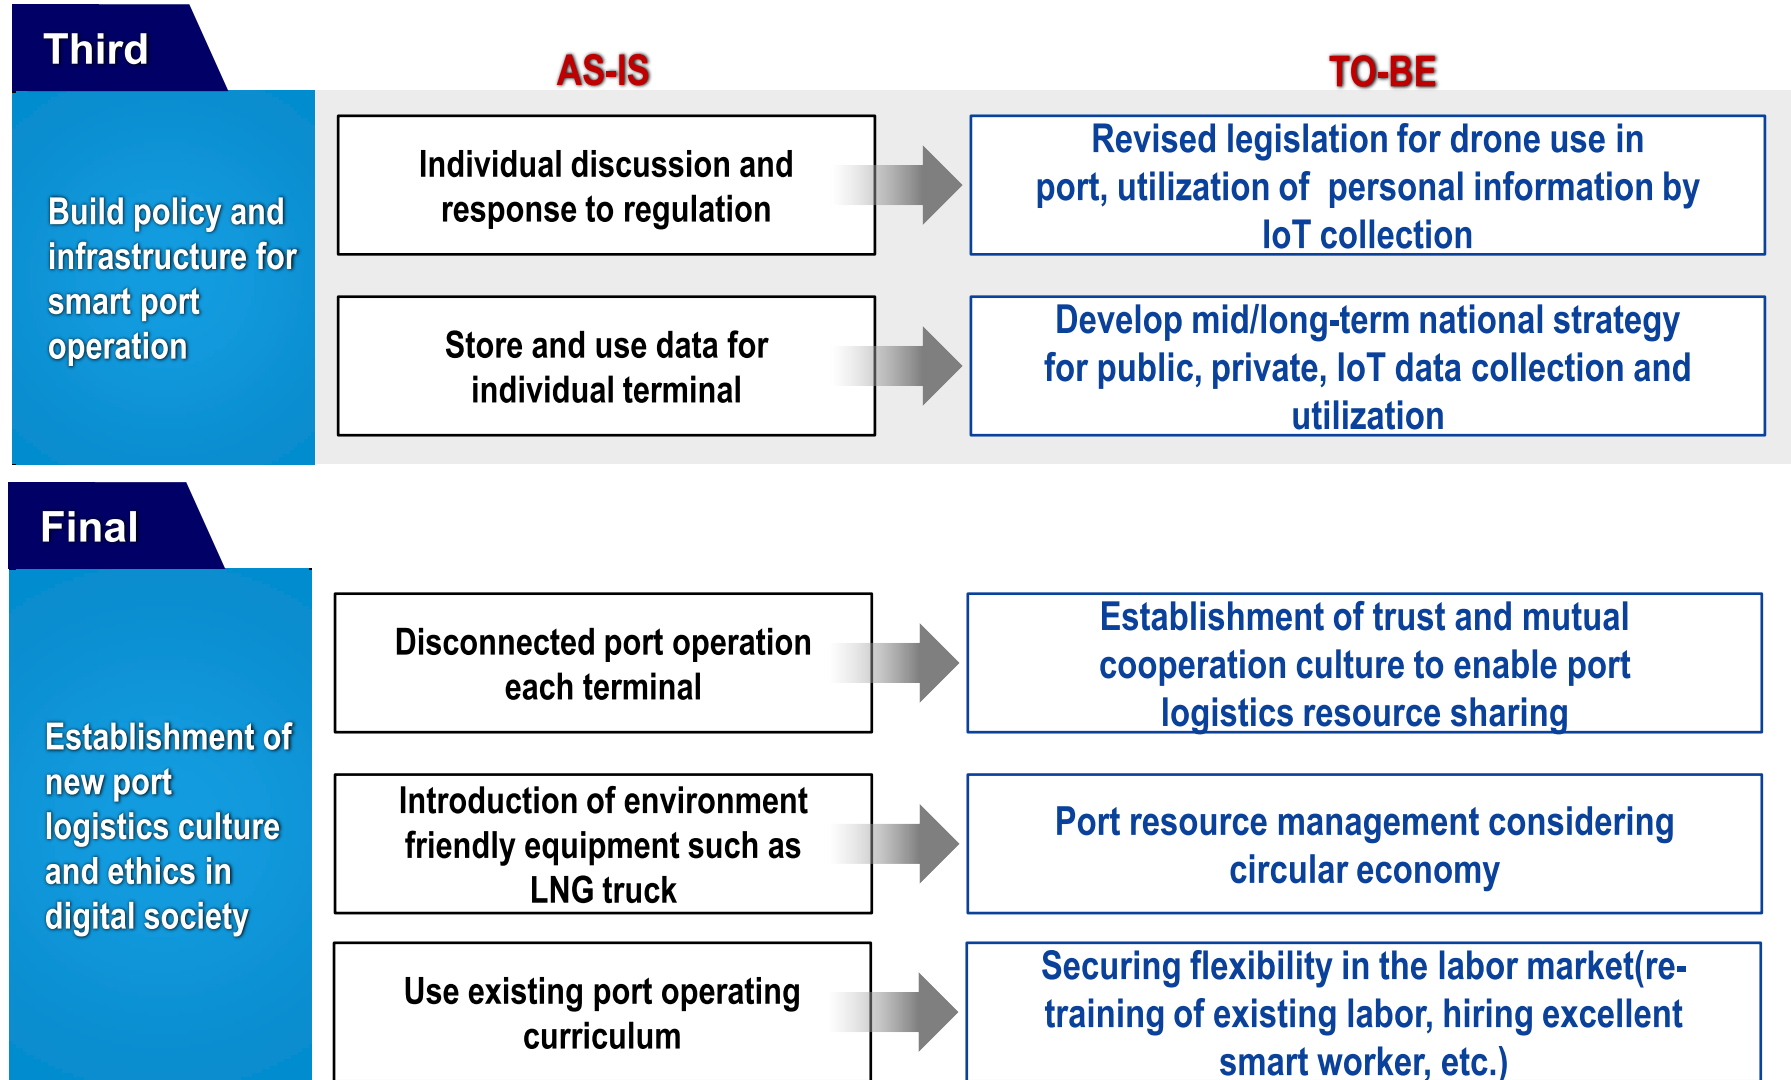 Third
AS-IS
TO-BE
Build policy and
infrastructure for
smart port
operation
Individual discussion and
response to regulation
Revised legislation for drone use in
port, utilization of  personal information by
IoT collection
Store and use data for
individual terminal
Develop mid/long-term national strategy
for public, private, IoT data collection and
utilization
Final
Establishment of
new port
logistics culture
and ethics in
digital society
Disconnected port operation
each terminal
Establishment of trust and mutual
cooperation culture to enable port
logistics resource sharing
Introduction of environment
friendly equipment such as
LNG truck
Port resource management considering
circular economy
Use existing port operating
curriculum
Securing flexibility in the labor market(re-
training of existing labor, hiring excellent
smart worker, etc.)